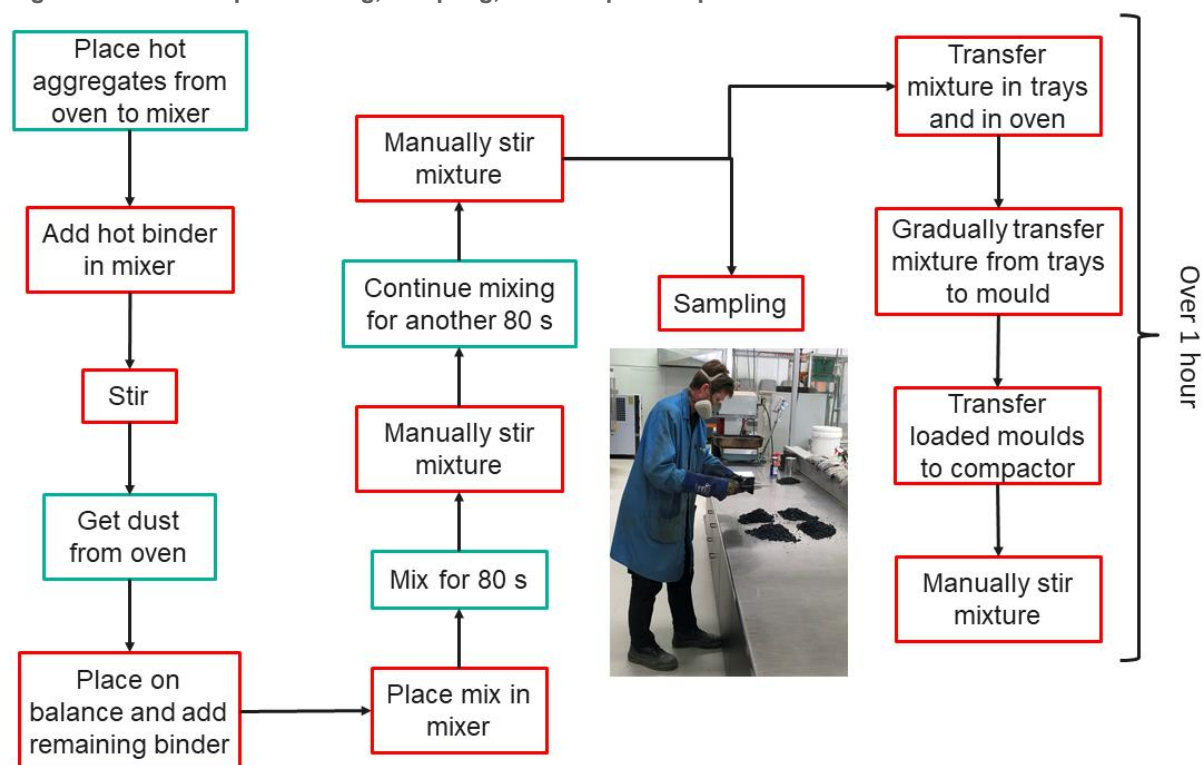 Place hot
aggregates from
oven to mixer
Add hot binder
in mixer
Stir
Get dust
from oven
Place on
balance and add
remaining binder
Place mix in
mixer
Mix for 80 s
Manually stir
mixture
Continue mixing
for another 80 s
Manually stir
mixture
Sampling
Transfer
mixture in trays
and in oven
Gradually transfer
mixture from trays
to mould
Transfer
loaded moulds
to compactor
Manually stir
mixture
Over 1 hour